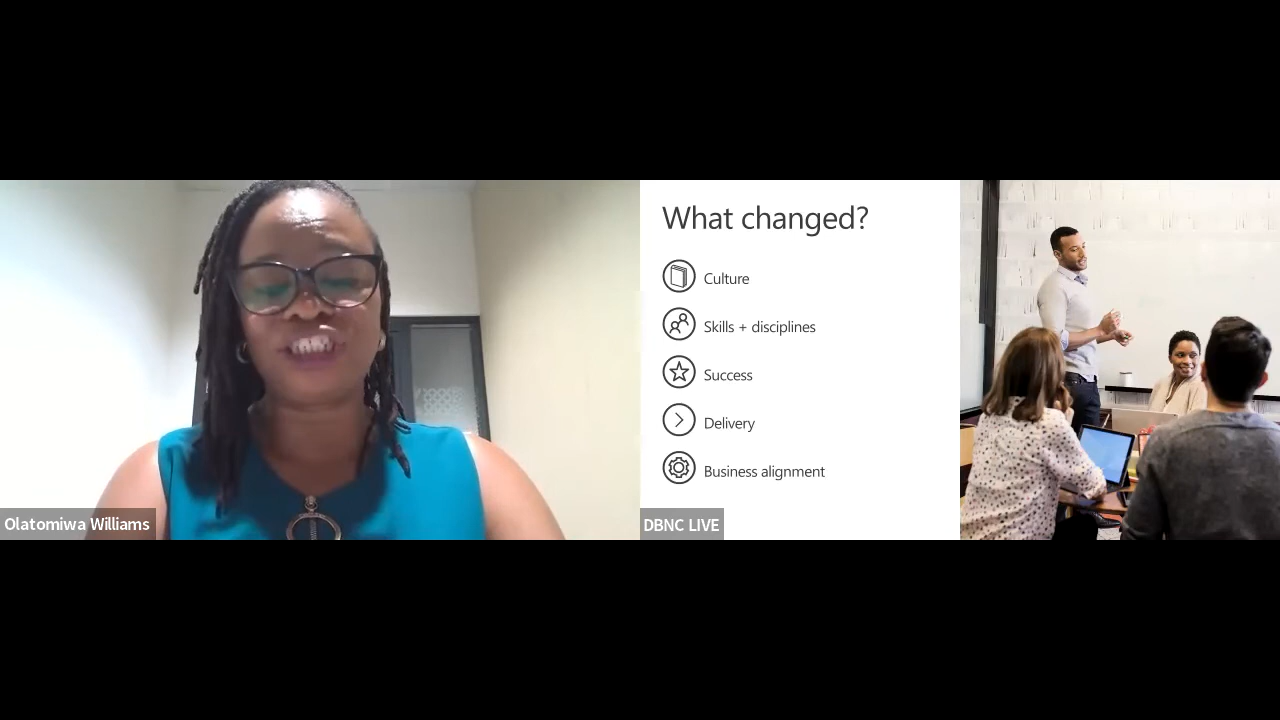 What changed?
Culture
Skills + disciplines
Success
Delivery
Business alignment
Olatomiwa Williams
DBNC LIVE